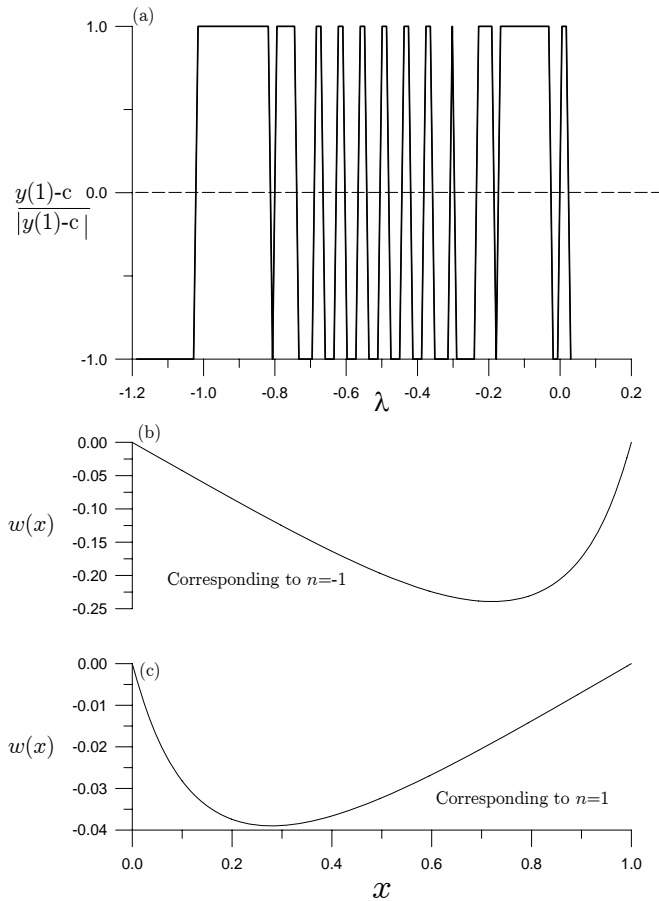 (a)
1.0
0.0
-1.0
y(1)-c
|y(1)-c|
-1.2 -1.0 -0.8 -0.6 -0.4 -0.2 0.0 0.2
λ
(b)
0.00
-0.05
-0.10
-0.15
-0.20
-0.25
w(x)
Corresponding to n=-1
(c)
0.00
-0.01
-0.02
-0.03
-0.04
w(x)
Corresponding to n=1
0.0 0.2 0.4 0.6 0.8 1.0
x